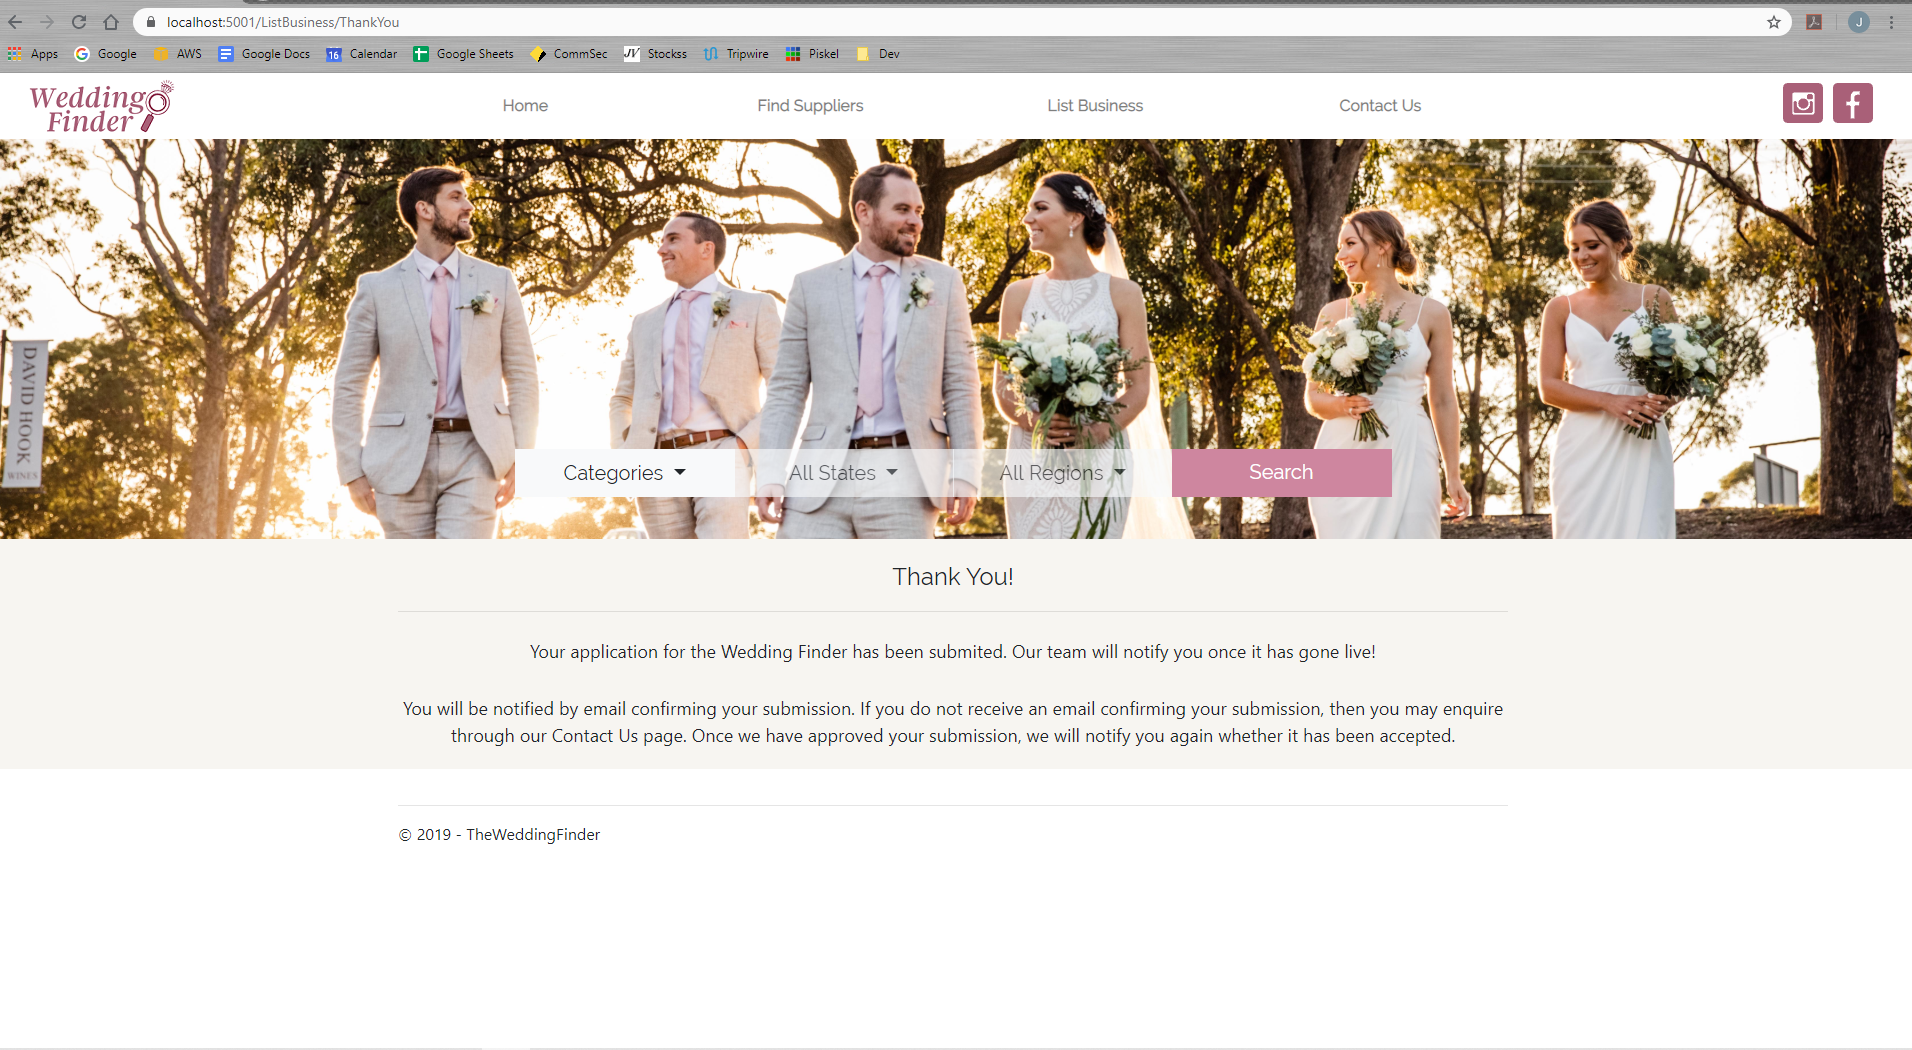 localhost:5001/ListBusiness/ThankYou
J
Apps Google AWS Google Docs 16 Calendar Google Sheets CommSec JV Stockss Tripwire Piskel Dev
Wedding
Finder
Home Find Suppliers List Business Contact Us
DAVID HOOK
WINES
Categories All States All Regions Search
Thank You!
Your application for the Wedding Finder has been submited. Our team will notify you once it has gone live!
You will be notified by email confirming your submission. If you do not receive an email confirming your submission, then you may enquire
through our Contact Us page. Once we have approved your submission, we will notify you again whether it has been accepted.
© 2019 - TheWeddingFinder